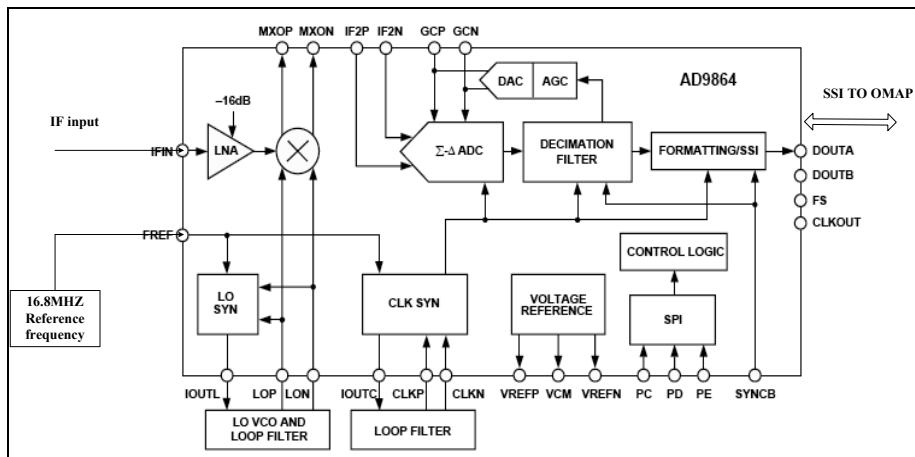 MXOP MXON IF2P IF2N GCP GCN
DAC AGC
AD9864
SSI TO OMAP
–16dB
IF input
IFIN
LNA
Σ-Δ ADC
DECIMATION
FILTER
FORMATTING/SSI
DOUTA
DOUTB
FS
CLKOUT
FREF
CONTROL LOGIC
16.8MHZ
Reference
frequency
LO
SYN
CLK SYN
VOLTAGE
REFERENCE
SPI
IOUTL LOP LON IOUTC CLKP CLKN VREFP VCM VREFN PC PD PE SYNCB
LO VCO AND
LOOP FILTER
LOOP FILTER